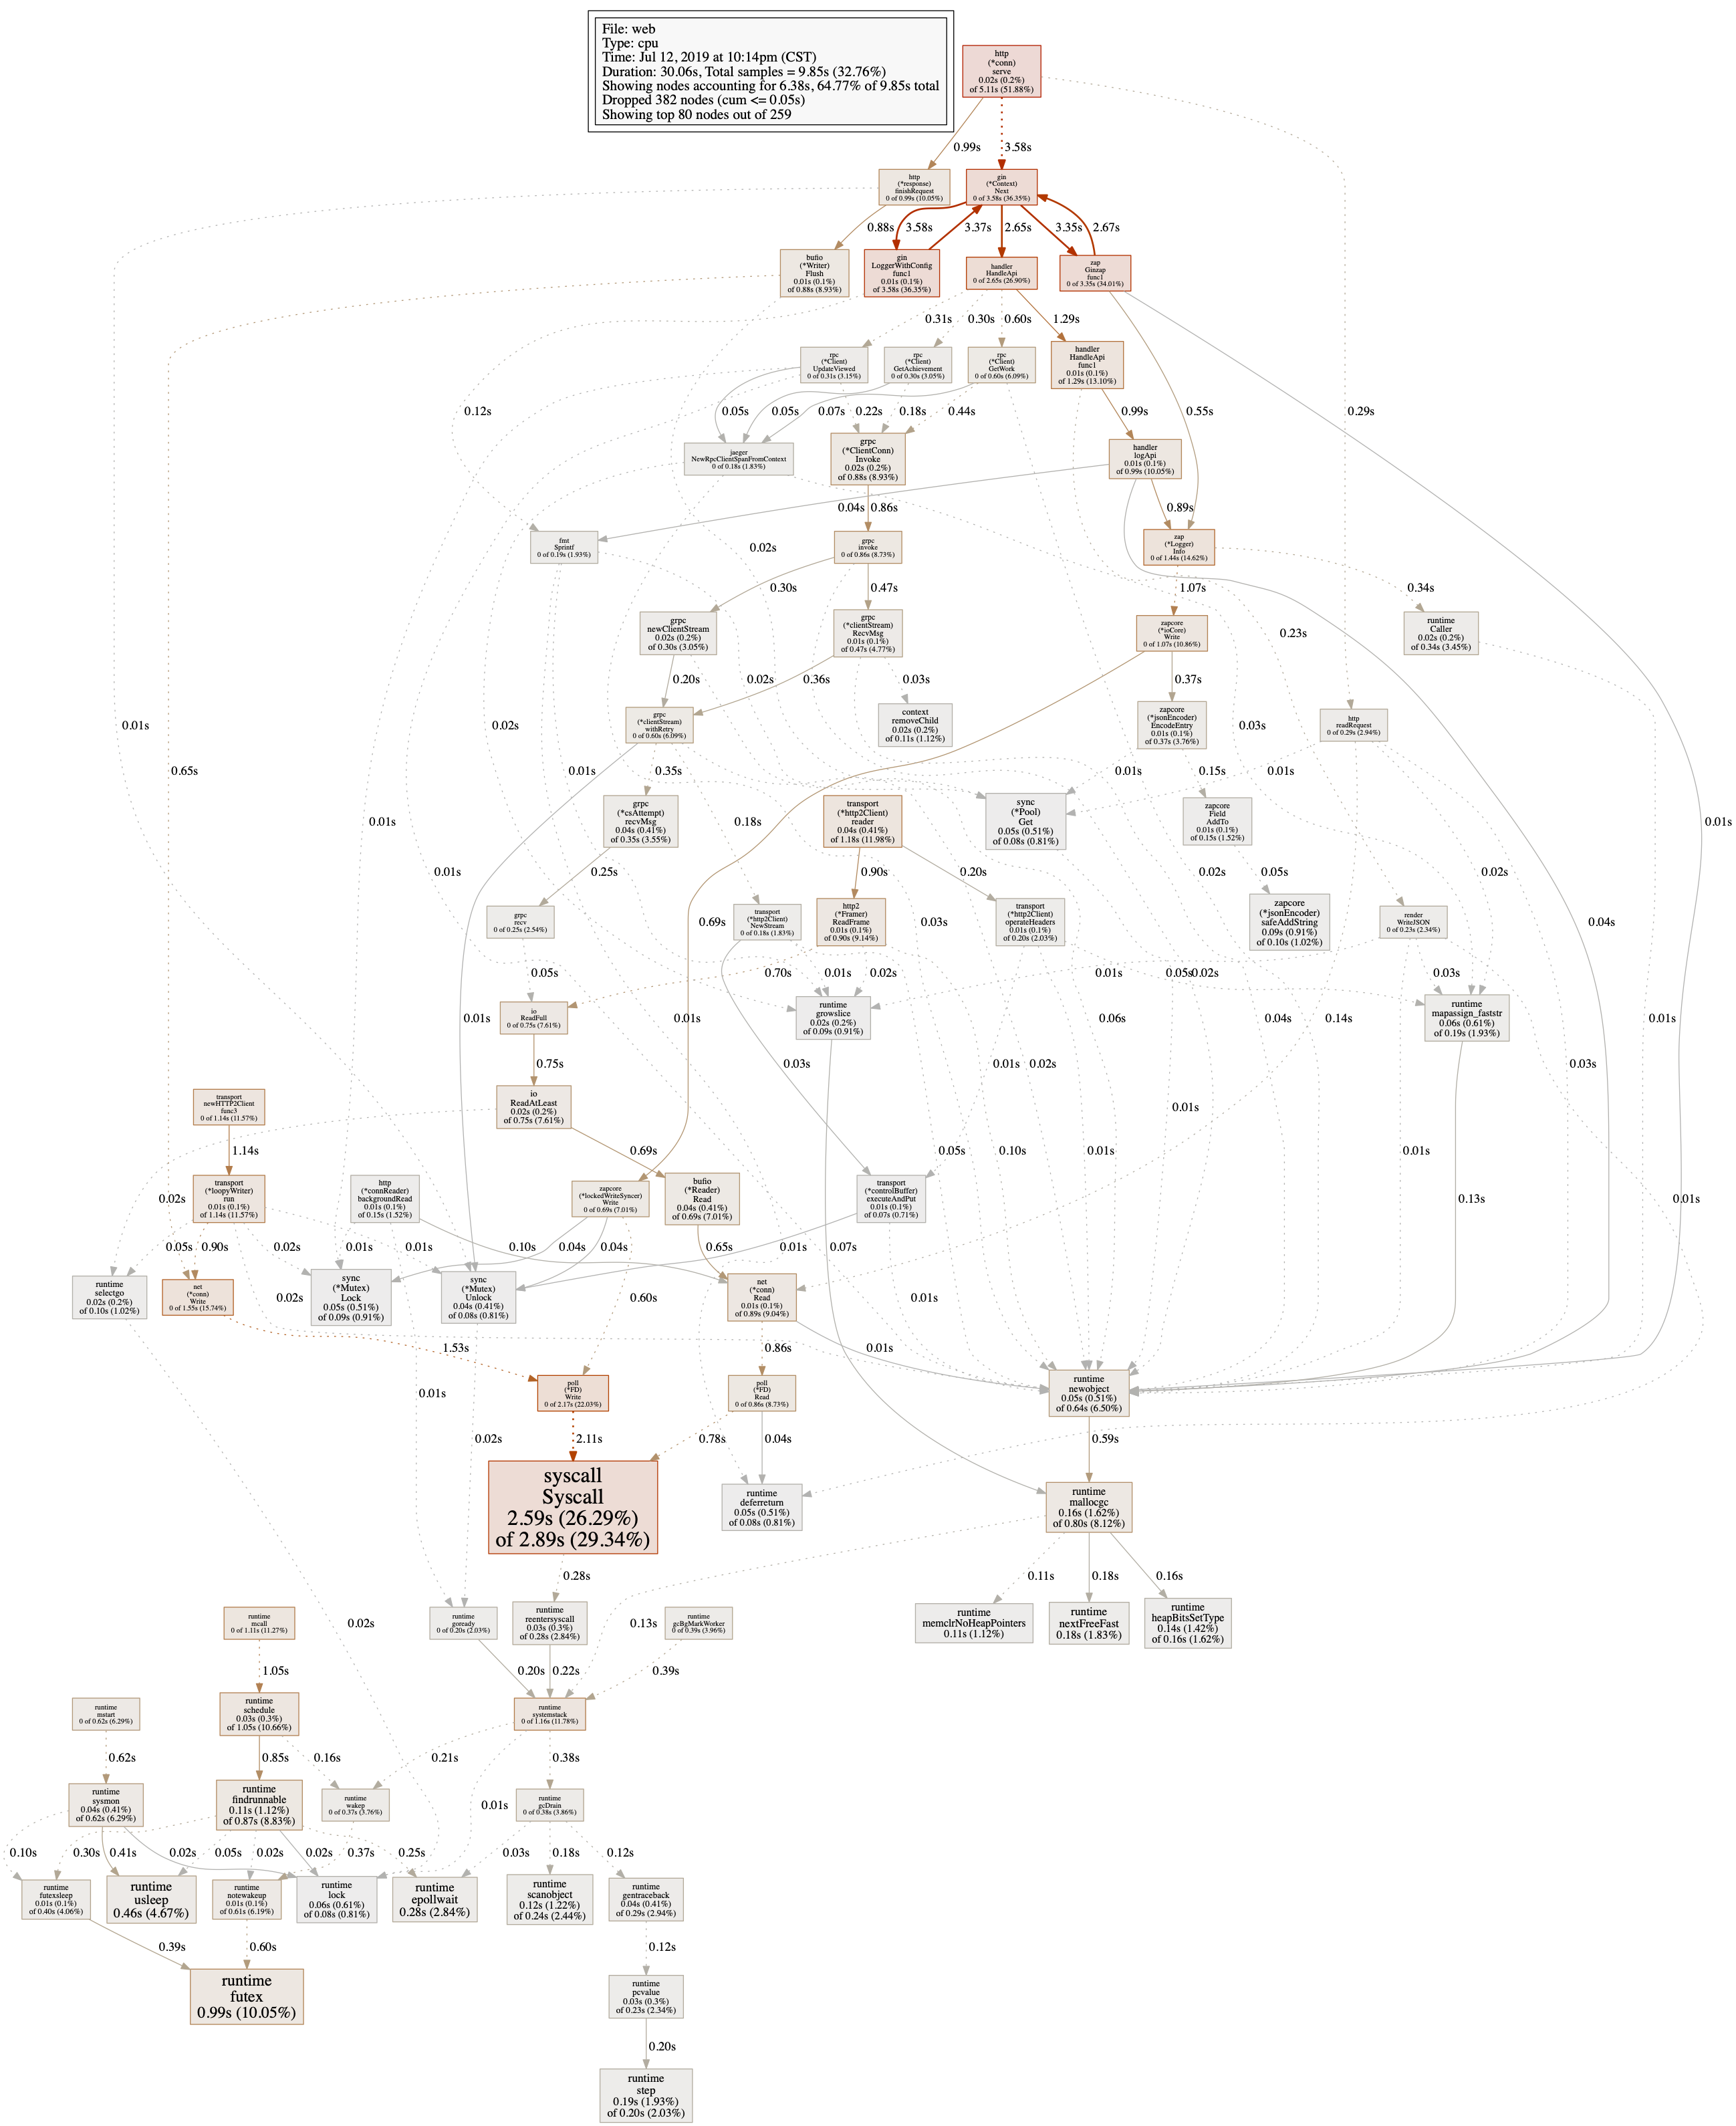 File: web
Type: cpu
Time: Jul 12, 2019 at 10:14pm (CST)
Duration: 30.06s, Total samples = 9.85s (32.76%)
Showing nodes accounting for 6.38s, 64.77% of 9.85s total
Dropped 382 nodes (cum <= 0.05s)
Showing top 80 nodes out of 259
http
(*conn)
serve
0.02s (0.2%)
of 5.11s (51.88%)
0.99s
3.58s
http
(*response)
finishRequest
0 of 0.99s (10.05%)
gin
(*Context)
Next
0 of 3.58s (36.35%)
0.88s
3.58s
3.37s
2.65s
3.35s
2.67s
bufio
(*Writer)
Flush
0.01s (0.1%)
of 0.88s (8.93%)
gin
LoggerWithConfig
func1
0.01s (0.1%)
of 3.58s (36.35%)
handler
HandleApi
0 of 2.65s (26.90%)
zap
Ginzap
func1
0 of 3.35s (34.01%)
0.31s
0.30s
0.60s
1.29s
rpc
(*Client)
UpdateViewed
0 of 0.31s (3.15%)
rpc
(*Client)
GetAchievement
0 of 0.30s (3.05%)
rpc
(*Client)
GetWork
0 of 0.60s (6.09%)
handler
HandleApi
func1
0.01s (0.1%)
of 1.29s (13.10%)
0.12s
0.05s
0.05s
0.07s
0.22s
0.18s
0.44s
0.99s
0.55s
0.29s
jaeger
NewRpcClientSpanFromContext
0 of 0.18s (1.83%)
grpc
(*ClientConn)
Invoke
0.02s (0.2%)
of 0.88s (8.93%)
handler
logApi
0.01s (0.1%)
of 0.99s (10.05%)
0.04s
0.86s
0.89s
fmt
Sprintf
0 of 0.19s (1.93%)
0.02s
grpc
invoke
0 of 0.86s (8.73%)
zap
(*Logger)
Info
0 of 1.44s (14.62%)
0.30s
0.47s
1.07s
0.34s
grpc
newClientStream
0.02s (0.2%)
of 0.30s (3.05%)
grpc
(*clientStream)
RecvMsg
0.01s (0.1%)
of 0.47s (4.77%)
zapcore
(*ioCore)
Write
0 of 1.07s (10.86%)
0.23s
runtime
Caller
0.02s (0.2%)
of 0.34s (3.45%)
0.20s
0.02s
0.36s
0.03s
0.37s
0.01s
0.02s
grpc
(*clientStream)
withRetry
0 of 0.60s (6.09%)
context
removeChild
0.02s (0.2%)
of 0.11s (1.12%)
zapcore
(*jsonEncoder)
EncodeEntry
0.01s (0.1%)
of 0.37s (3.76%)
0.03s
http
readRequest
0 of 0.29s (2.94%)
0.65s
0.01s
0.35s
0.01s
0.15s
0.01s
0.01s
grpc
(*csAttempt)
recvMsg
0.04s (0.41%)
of 0.35s (3.55%)
0.18s
transport
(*http2Client)
reader
0.04s (0.41%)
of 1.18s (11.98%)
sync
(*Pool)
Get
0.05s (0.51%)
of 0.08s (0.81%)
zapcore
Field
AddTo
0.01s (0.1%)
of 0.15s (1.52%)
0.01s
0.01s
0.25s
0.90s
0.20s
0.02s
0.05s
0.02s
grpc
recv
0 of 0.25s (2.54%)
0.69s
transport
(*http2Client)
NewStream
0 of 0.18s (1.83%)
http2
(*Framer)
ReadFrame
0.01s (0.1%)
of 0.90s (9.14%)
0.03s
transport
(*http2Client)
operateHeaders
0.01s (0.1%)
of 0.20s (2.03%)
zapcore
(*jsonEncoder)
safeAddString
0.09s (0.91%)
of 0.10s (1.02%)
render
WriteJSON
0 of 0.23s (2.34%)
0.04s
0.05s
0.70s
0.01s
0.02s
0.01s
0.05s
0.02s
0.03s
io
ReadFull
0 of 0.75s (7.61%)
0.01s
0.01s
runtime
growslice
0.02s (0.2%)
of 0.09s (0.91%)
0.06s
0.04s
0.14s
runtime
mapassign_faststr
0.06s (0.61%)
of 0.19s (1.93%)
0.01s
0.75s
0.03s
0.01s
0.02s
0.03s
transport
newHTTP2Client
func3
0 of 1.14s (11.57%)
io
ReadAtLeast
0.02s (0.2%)
of 0.75s (7.61%)
0.01s
1.14s
0.69s
0.05s
0.10s
0.01s
0.01s
0.02s
transport
(*loopyWriter)
run
0.01s (0.1%)
of 1.14s (11.57%)
http
(*connReader)
backgroundRead
0.01s (0.1%)
of 0.15s (1.52%)
zapcore
(*lockedWriteSyncer)
Write
0 of 0.69s (7.01%)
bufio
(*Reader)
Read
0.04s (0.41%)
of 0.69s (7.01%)
transport
(*controlBuffer)
executeAndPut
0.01s (0.1%)
of 0.07s (0.71%)
0.13s
0.01s
0.05s
0.90s
0.02s
0.01s
0.01s
0.10s
0.04s
0.04s
0.65s
0.01s
0.07s
runtime
selectgo
0.02s (0.2%)
of 0.10s (1.02%)
net
(*conn)
Write
0 of 1.55s (15.74%)
0.02s
sync
(*Mutex)
Lock
0.05s (0.51%)
of 0.09s (0.91%)
sync
(*Mutex)
Unlock
0.04s (0.41%)
of 0.08s (0.81%)
0.60s
net
(*conn)
Read
0.01s (0.1%)
of 0.89s (9.04%)
0.01s
1.53s
0.86s
0.01s
0.01s
poll
(*FD)
Write
0 of 2.17s (22.03%)
poll
(*FD)
Read
0 of 0.86s (8.73%)
runtime
newobject
0.05s (0.51%)
of 0.64s (6.50%)
0.02s
2.11s
0.78s
0.04s
0.59s
syscall
Syscall
2.59s (26.29%)
of 2.89s (29.34%)
runtime
deferreturn
0.05s (0.51%)
of 0.08s (0.81%)
runtime
mallocgc
0.16s (1.62%)
of 0.80s (8.12%)
0.28s
0.11s
0.18s
0.16s
runtime
mcall
0 of 1.11s (11.27%)
0.02s
runtime
goready
0 of 0.20s (2.03%)
runtime
reentersyscall
0.03s (0.3%)
of 0.28s (2.84%)
0.13s
runtime
gcBgMarkWorker
0 of 0.39s (3.96%)
runtime
memclrNoHeapPointers
0.11s (1.12%)
runtime
nextFreeFast
0.18s (1.83%)
runtime
heapBitsSetType
0.14s (1.42%)
of 0.16s (1.62%)
1.05s
0.20s
0.22s
0.39s
runtime
mstart
0 of 0.62s (6.29%)
runtime
schedule
0.03s (0.3%)
of 1.05s (10.66%)
runtime
systemstack
0 of 1.16s (11.78%)
0.62s
0.85s
0.16s
0.21s
0.38s
runtime
sysmon
0.04s (0.41%)
of 0.62s (6.29%)
runtime
findrunnable
0.11s (1.12%)
of 0.87s (8.83%)
runtime
wakep
0 of 0.37s (3.76%)
0.01s
runtime
gcDrain
0 of 0.38s (3.86%)
0.10s
0.30s
0.41s
0.02s
0.05s
0.02s
0.02s
0.37s
0.25s
0.03s
0.18s
0.12s
runtime
futexsleep
0.01s (0.1%)
of 0.40s (4.06%)
runtime
usleep
0.46s (4.67%)
runtime
notewakeup
0.01s (0.1%)
of 0.61s (6.19%)
runtime
lock
0.06s (0.61%)
of 0.08s (0.81%)
runtime
epollwait
0.28s (2.84%)
runtime
scanobject
0.12s (1.22%)
of 0.24s (2.44%)
runtime
gentraceback
0.04s (0.41%)
of 0.29s (2.94%)
0.39s
0.60s
0.12s
runtime
futex
0.99s (10.05%)
runtime
pcvalue
0.03s (0.3%)
of 0.23s (2.34%)
0.20s
runtime
step
0.19s (1.93%)
of 0.20s (2.03%)